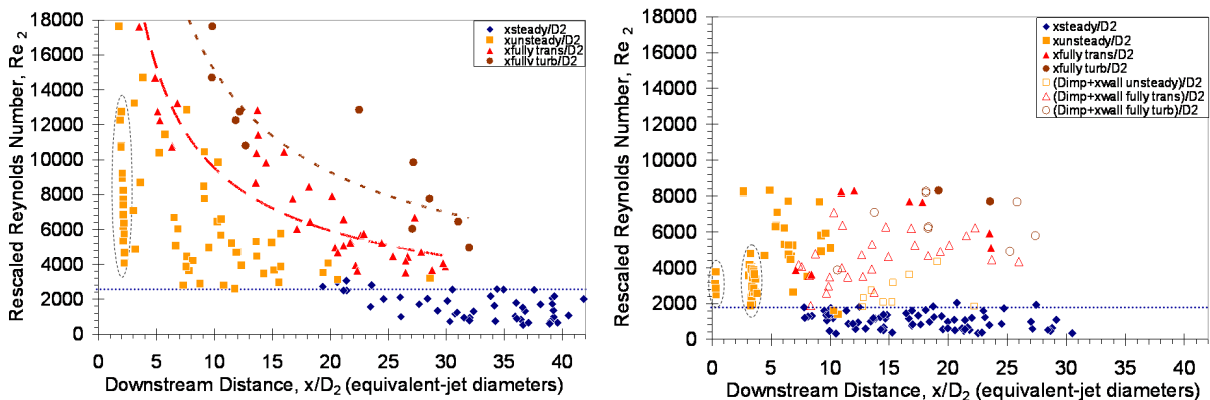 18000
16000
14000
12000
10000
8000
6000
4000
2000
0
Rescaled Reynolds Number, Re 2
xsteady/D2
xunsteady/D2
xfully trans/D2
xfully turb/D2
0 5 10 15 20 25 30 35 40
Downstream Distance, x/D2 (equivalent-jet diameters)
18000
16000
14000
12000
10000
8000
6000
4000
2000
0
Rescaled Reynolds Number, Re 2
xsteady/D2
xunsteady/D2
xfully trans/D2
xfully turb/D2
(Dimp+xwall unsteady)/D2
(Dimp+xwall fully trans)/D2
(Dimp+xwall fully turb)/D2
0 5 10 15 20 25 30 35 40
Downstream Distance, x/D2 (equivalent-jet diameters)